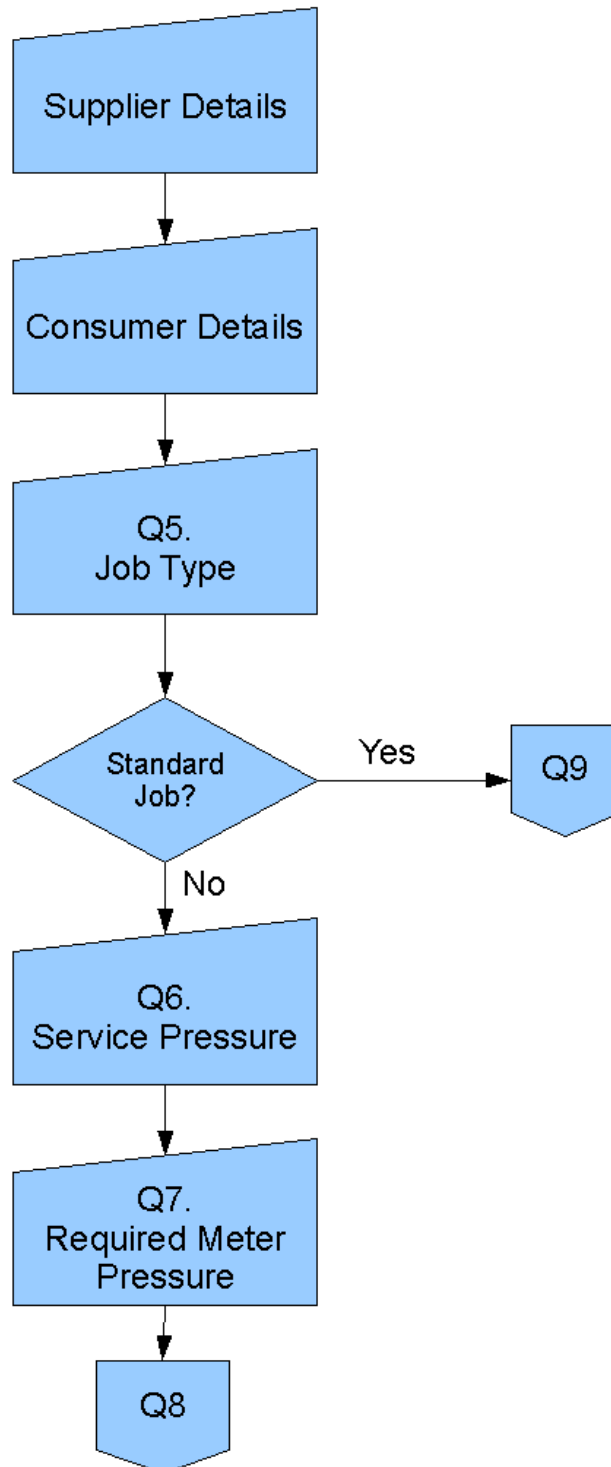 Supplier Details
Consumer Details
Q5.
Job Type
Standard
Job?
Yes
Q9
No
Q6.
Service Pressure
Q7.
Required Meter
Pressure
Q8